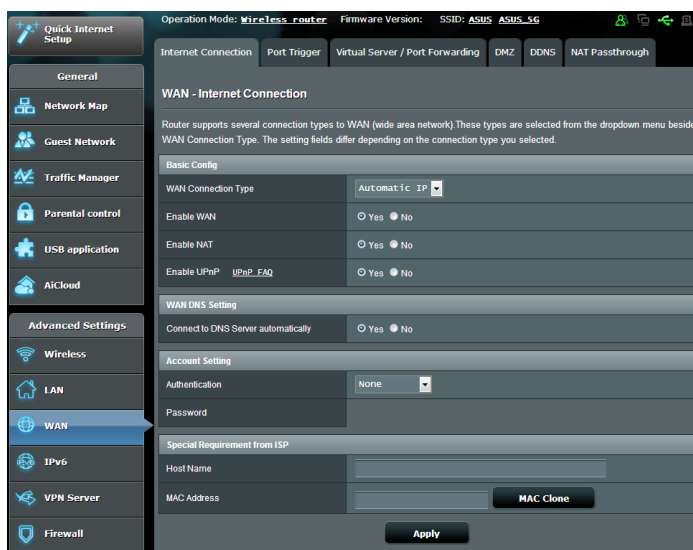 Quick Internet
Setup
Operation Mode: Wireless router Firmware Version: SSID: ASUS ASUS_5G
Internet Connection Port Trigger Virtual Server / Port Forwarding DMZ DDNS NAT Passthrough
General
Network Map
Guest Network
Traffic Manager
Parental control
USB application
AiCloud
Advanced Settings
Wireless
LAN
WAN
IPv6
VPN Server
Firewall
WAN - Internet Connection
Router supports several connection types to WAN (wide area network).These types are selected from the dropdown menu beside
WAN Connection Type. The setting fields differ depending on the connection type you selected.
Basic Config
WAN Connection Type Automatic IP
Enable WAN Yes No
Enable NAT Yes No
Enable UPnP UPnP FAQ Yes No
WAN DNS Setting
Connect to DNS Server automatically Yes No
Account Setting
Authentication None
Password
Special Requirement from ISP
Host Name
MAC Address MAC Clone
Apply